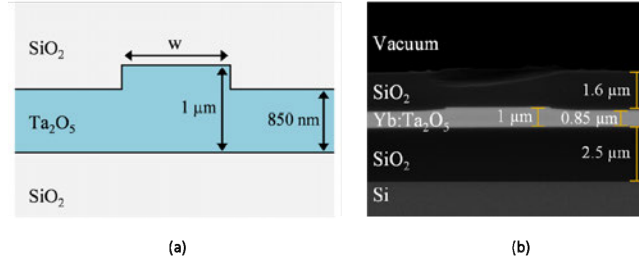 SiO₂
w
Ta₂O₅
1 μm
850 nm
SiO₂
(a)
Vacuum
SiO₂
1.6 μm
Yb:Ta₂O₅
1 μm
0.85 μm
SiO₂
2.5 μm
Si
(b)